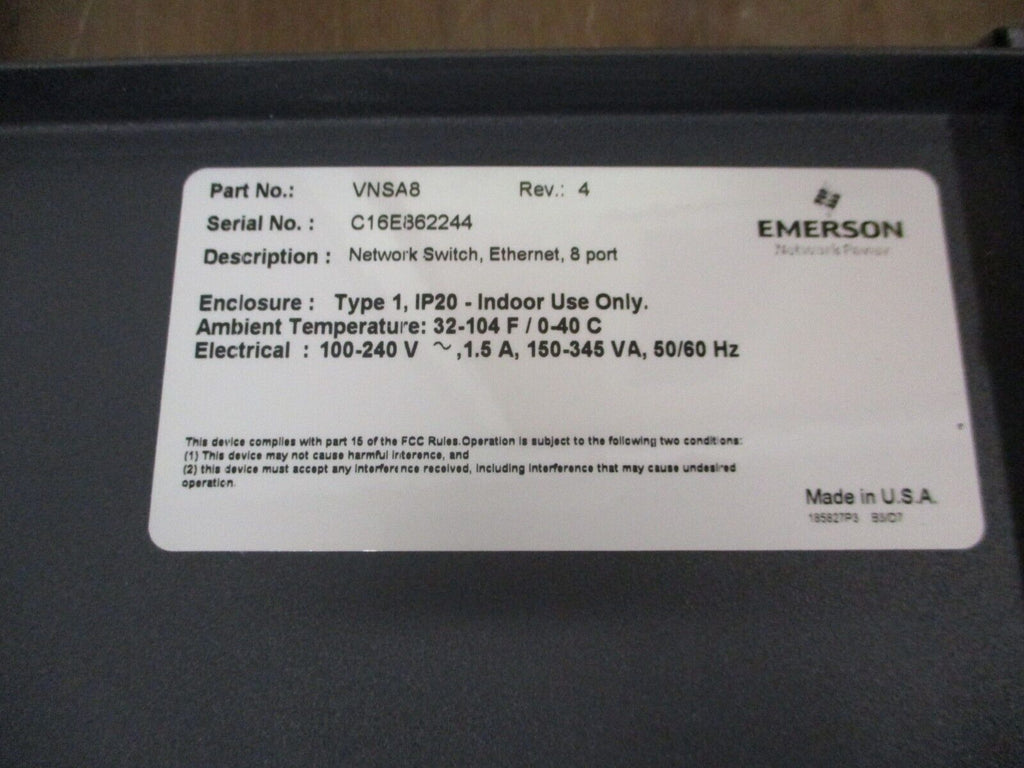 Part No.: VNSA8 Rev.: 4
EMERSON
Network Power
Serial No. : C16E862244
Description : Network Switch, Ethernet, 8 port
Enclosure : Type 1, IP20 - Indoor Use Only.
Ambient Temperature: 32-104 F / 0-40 C
Electrical : 100-240 V ~,1.5 A, 150-345 VA, 50/60 Hz
This device complies with part 15 of the FCC Rules.Operation is subject to the following two conditions:
(1) This device may not cause harmful interence, and
(2) this device must accept any interference received, including interference that may cause undesired
operation.
Made in U.S.A.
185827P3